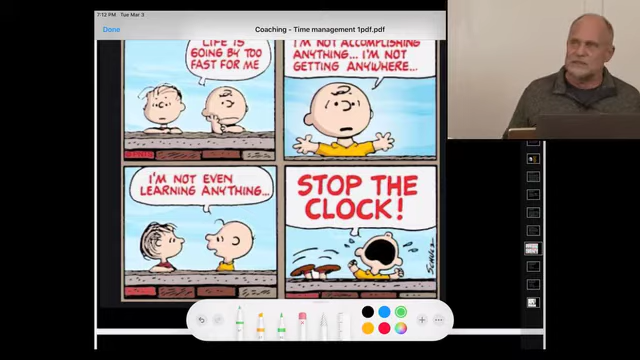 7:12 PM Tue Mar 3
Done
Coaching - Time management 1pdf.pdf
LIFE IS
GOING BY TOO
FAST FOR ME
I'M NOT ACCOMPLISHING
ANYTHING... I'M NOT
GETTING ANYWHERE...
I'M NOT EVEN
LEARNING ANYTHING...
STOP THE
CLOCK!
SCHULZ